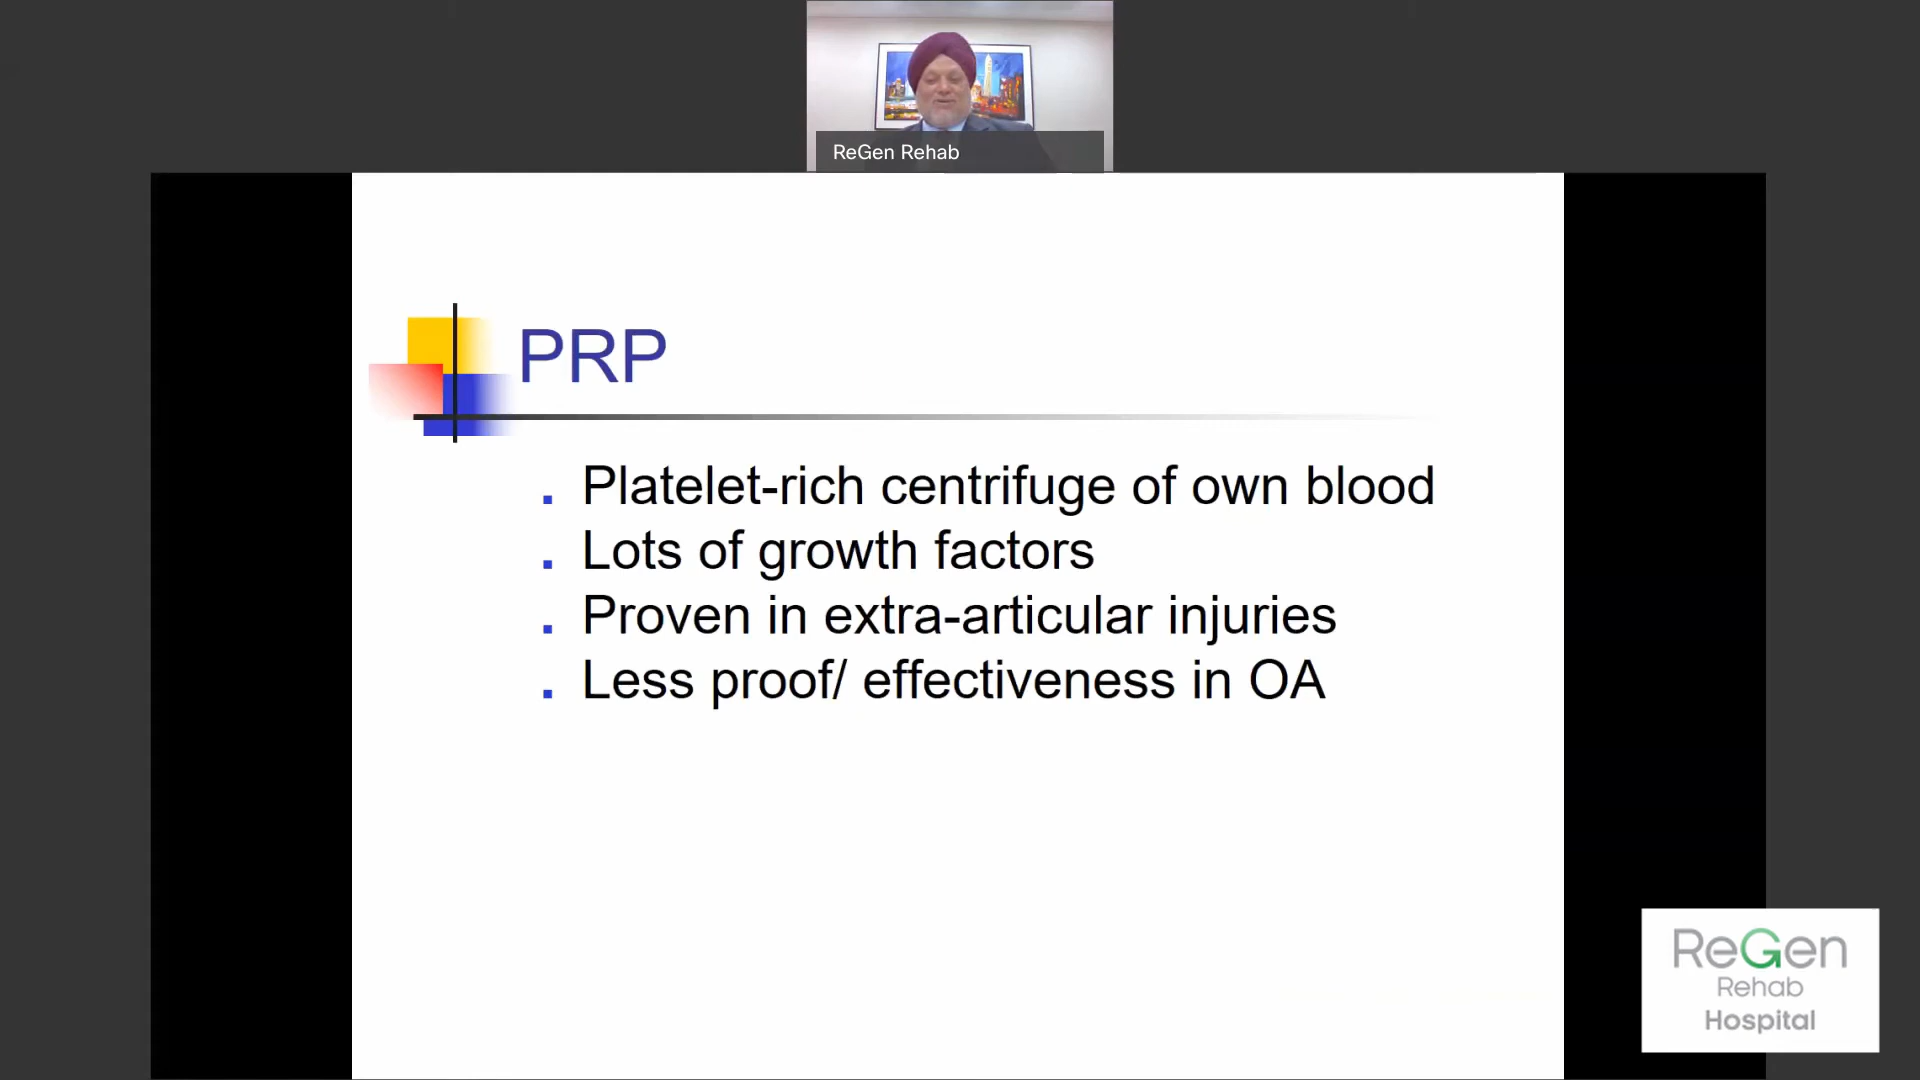 ReGen Rehab
PRP
Platelet-rich centrifuge of own blood
Lots of growth factors
Proven in extra-articular injuries
Less proof/ effectiveness in OA
ReGen
Rehab
Hospital